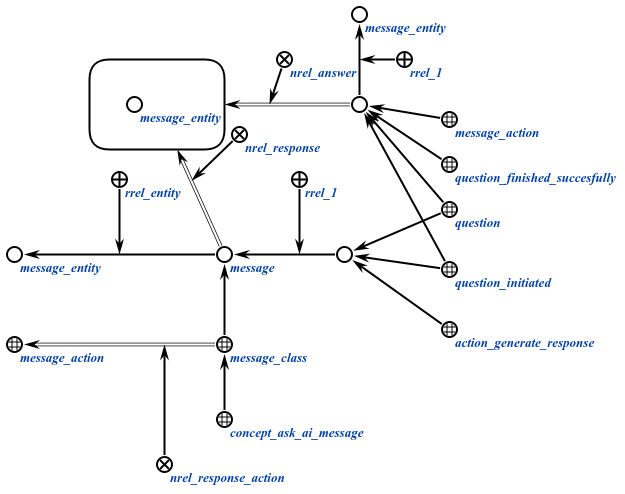 message_entity
nrel_answer
rrel_1
message_entity
message_action
nrel_response
question_finished_succesfully
rrel_entity
rrel_1
question
message_entity
message
question_initiated
action_generate_response
message_action
message_class
concept_ask_ai_message
nrel_response_action